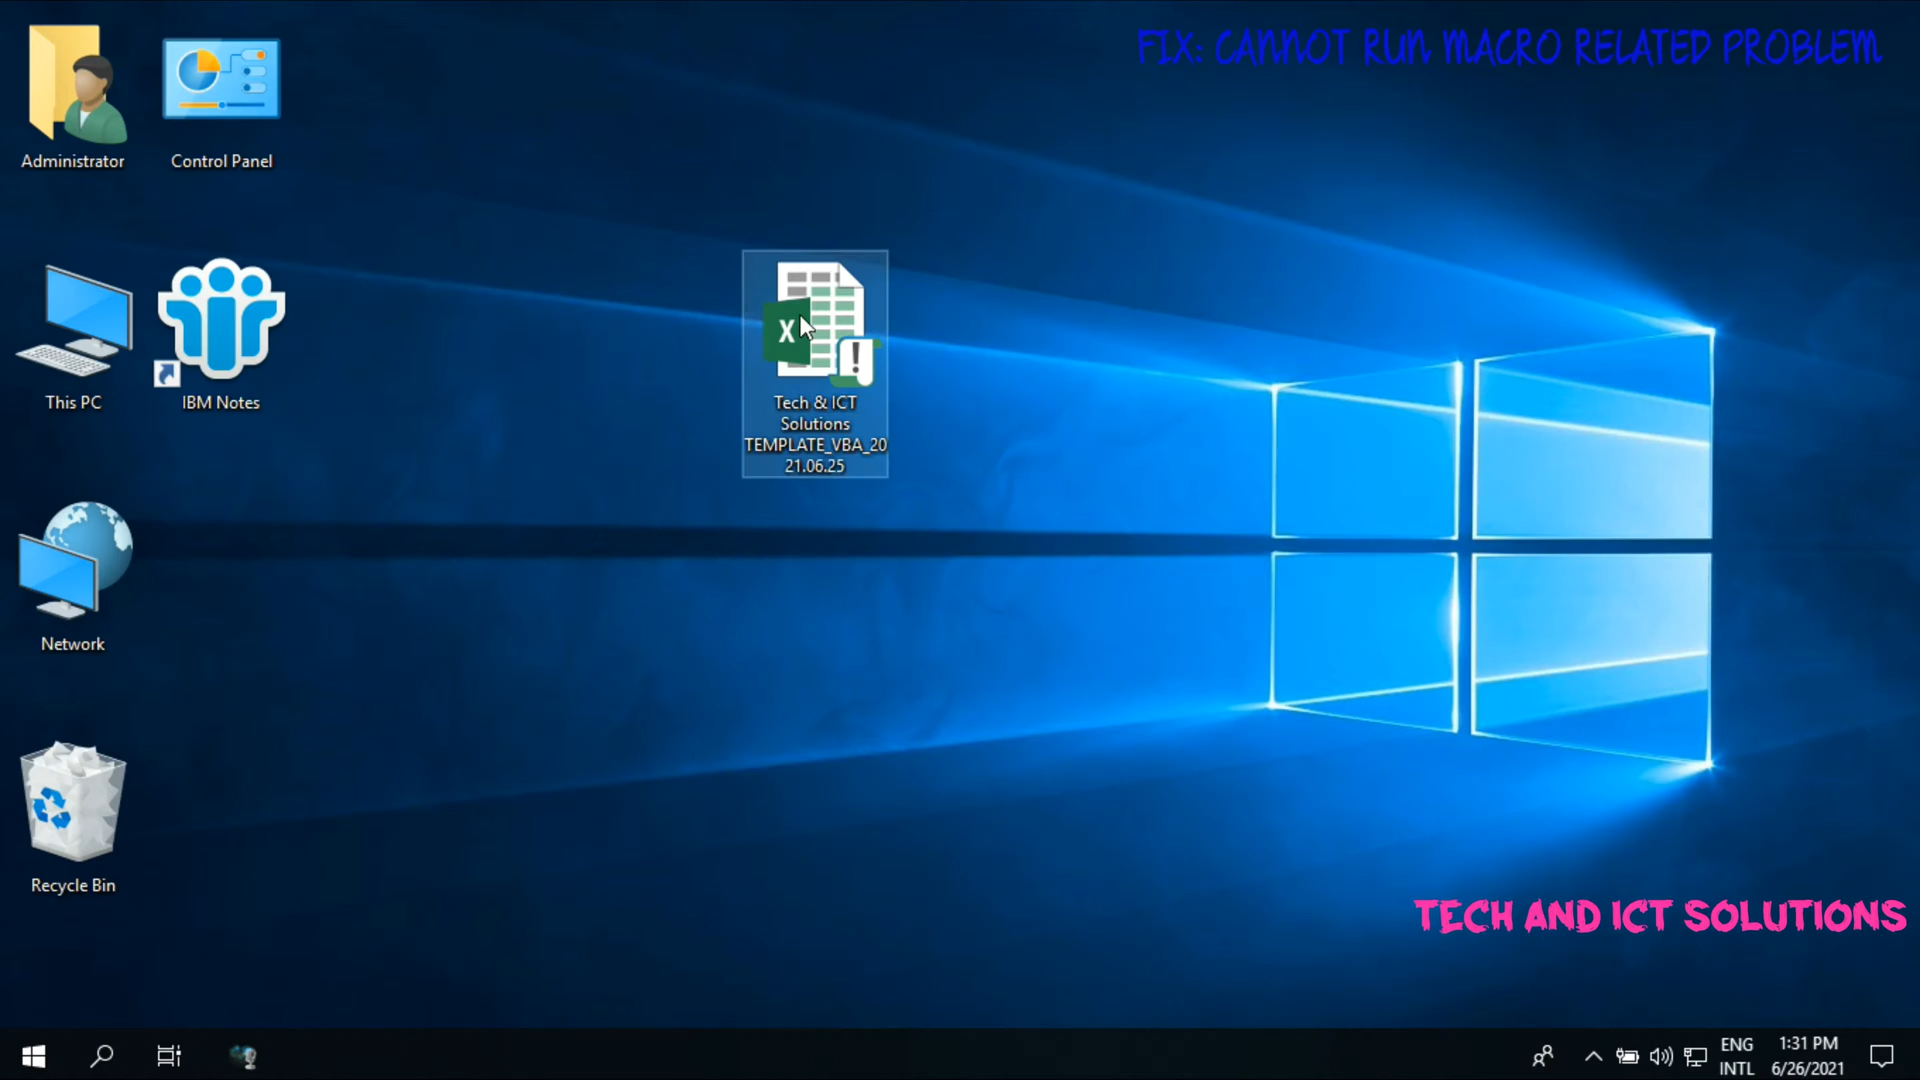 FIX: CANNOT RUN MACRO RELATED PROBLEM
Administrator
Control Panel
This PC
IBM Notes
X
Tech & ICT
Solutions
TEMPLATE_VBA_20
21.06.25
Network
Recycle Bin
TECH AND ICT SOLUTIONS
ENG
INTL
1:31 PM
6/26/2021